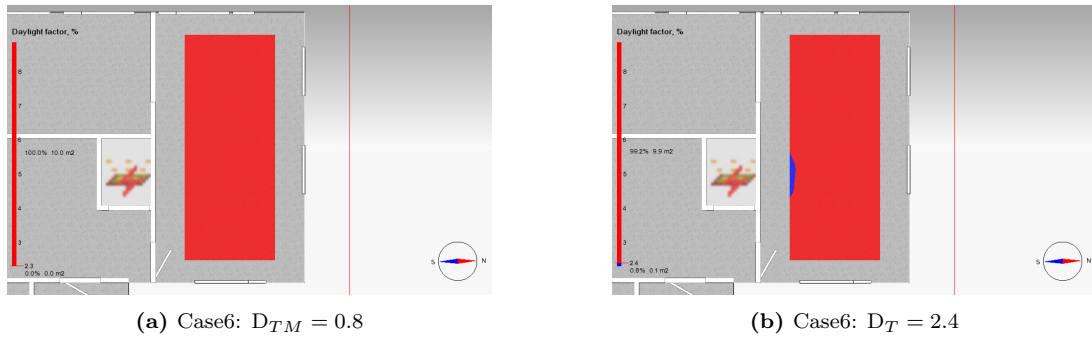 Daylight factor, %
8
7
6
100.0% 10.0 m2
5
4
3
2.3
0.0% 0.0 m2
S N
(a) Case6: D_TM = 0.8
Daylight factor, %
8
7
6
99.2% 9.9 m2
5
4
3
2.4
0.8% 0.1 m2
S N
(b) Case6: D_T = 2.4